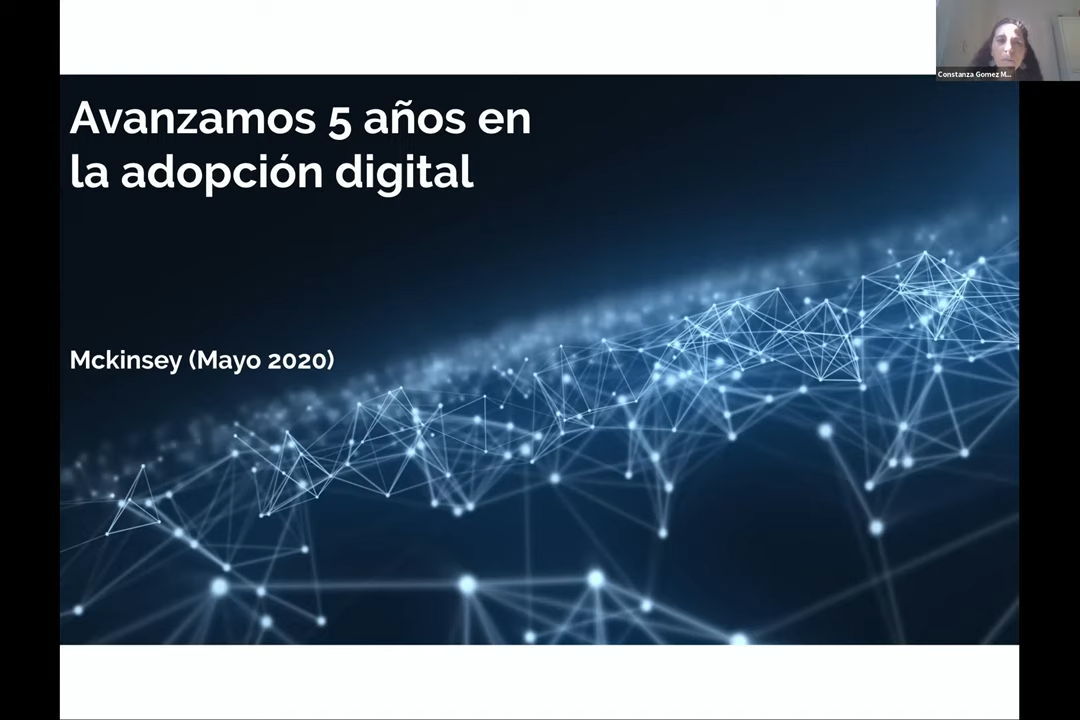 Constanza Gomez M...
Avanzamos 5 años en
la adopción digital
Mckinsey (Mayo 2020)